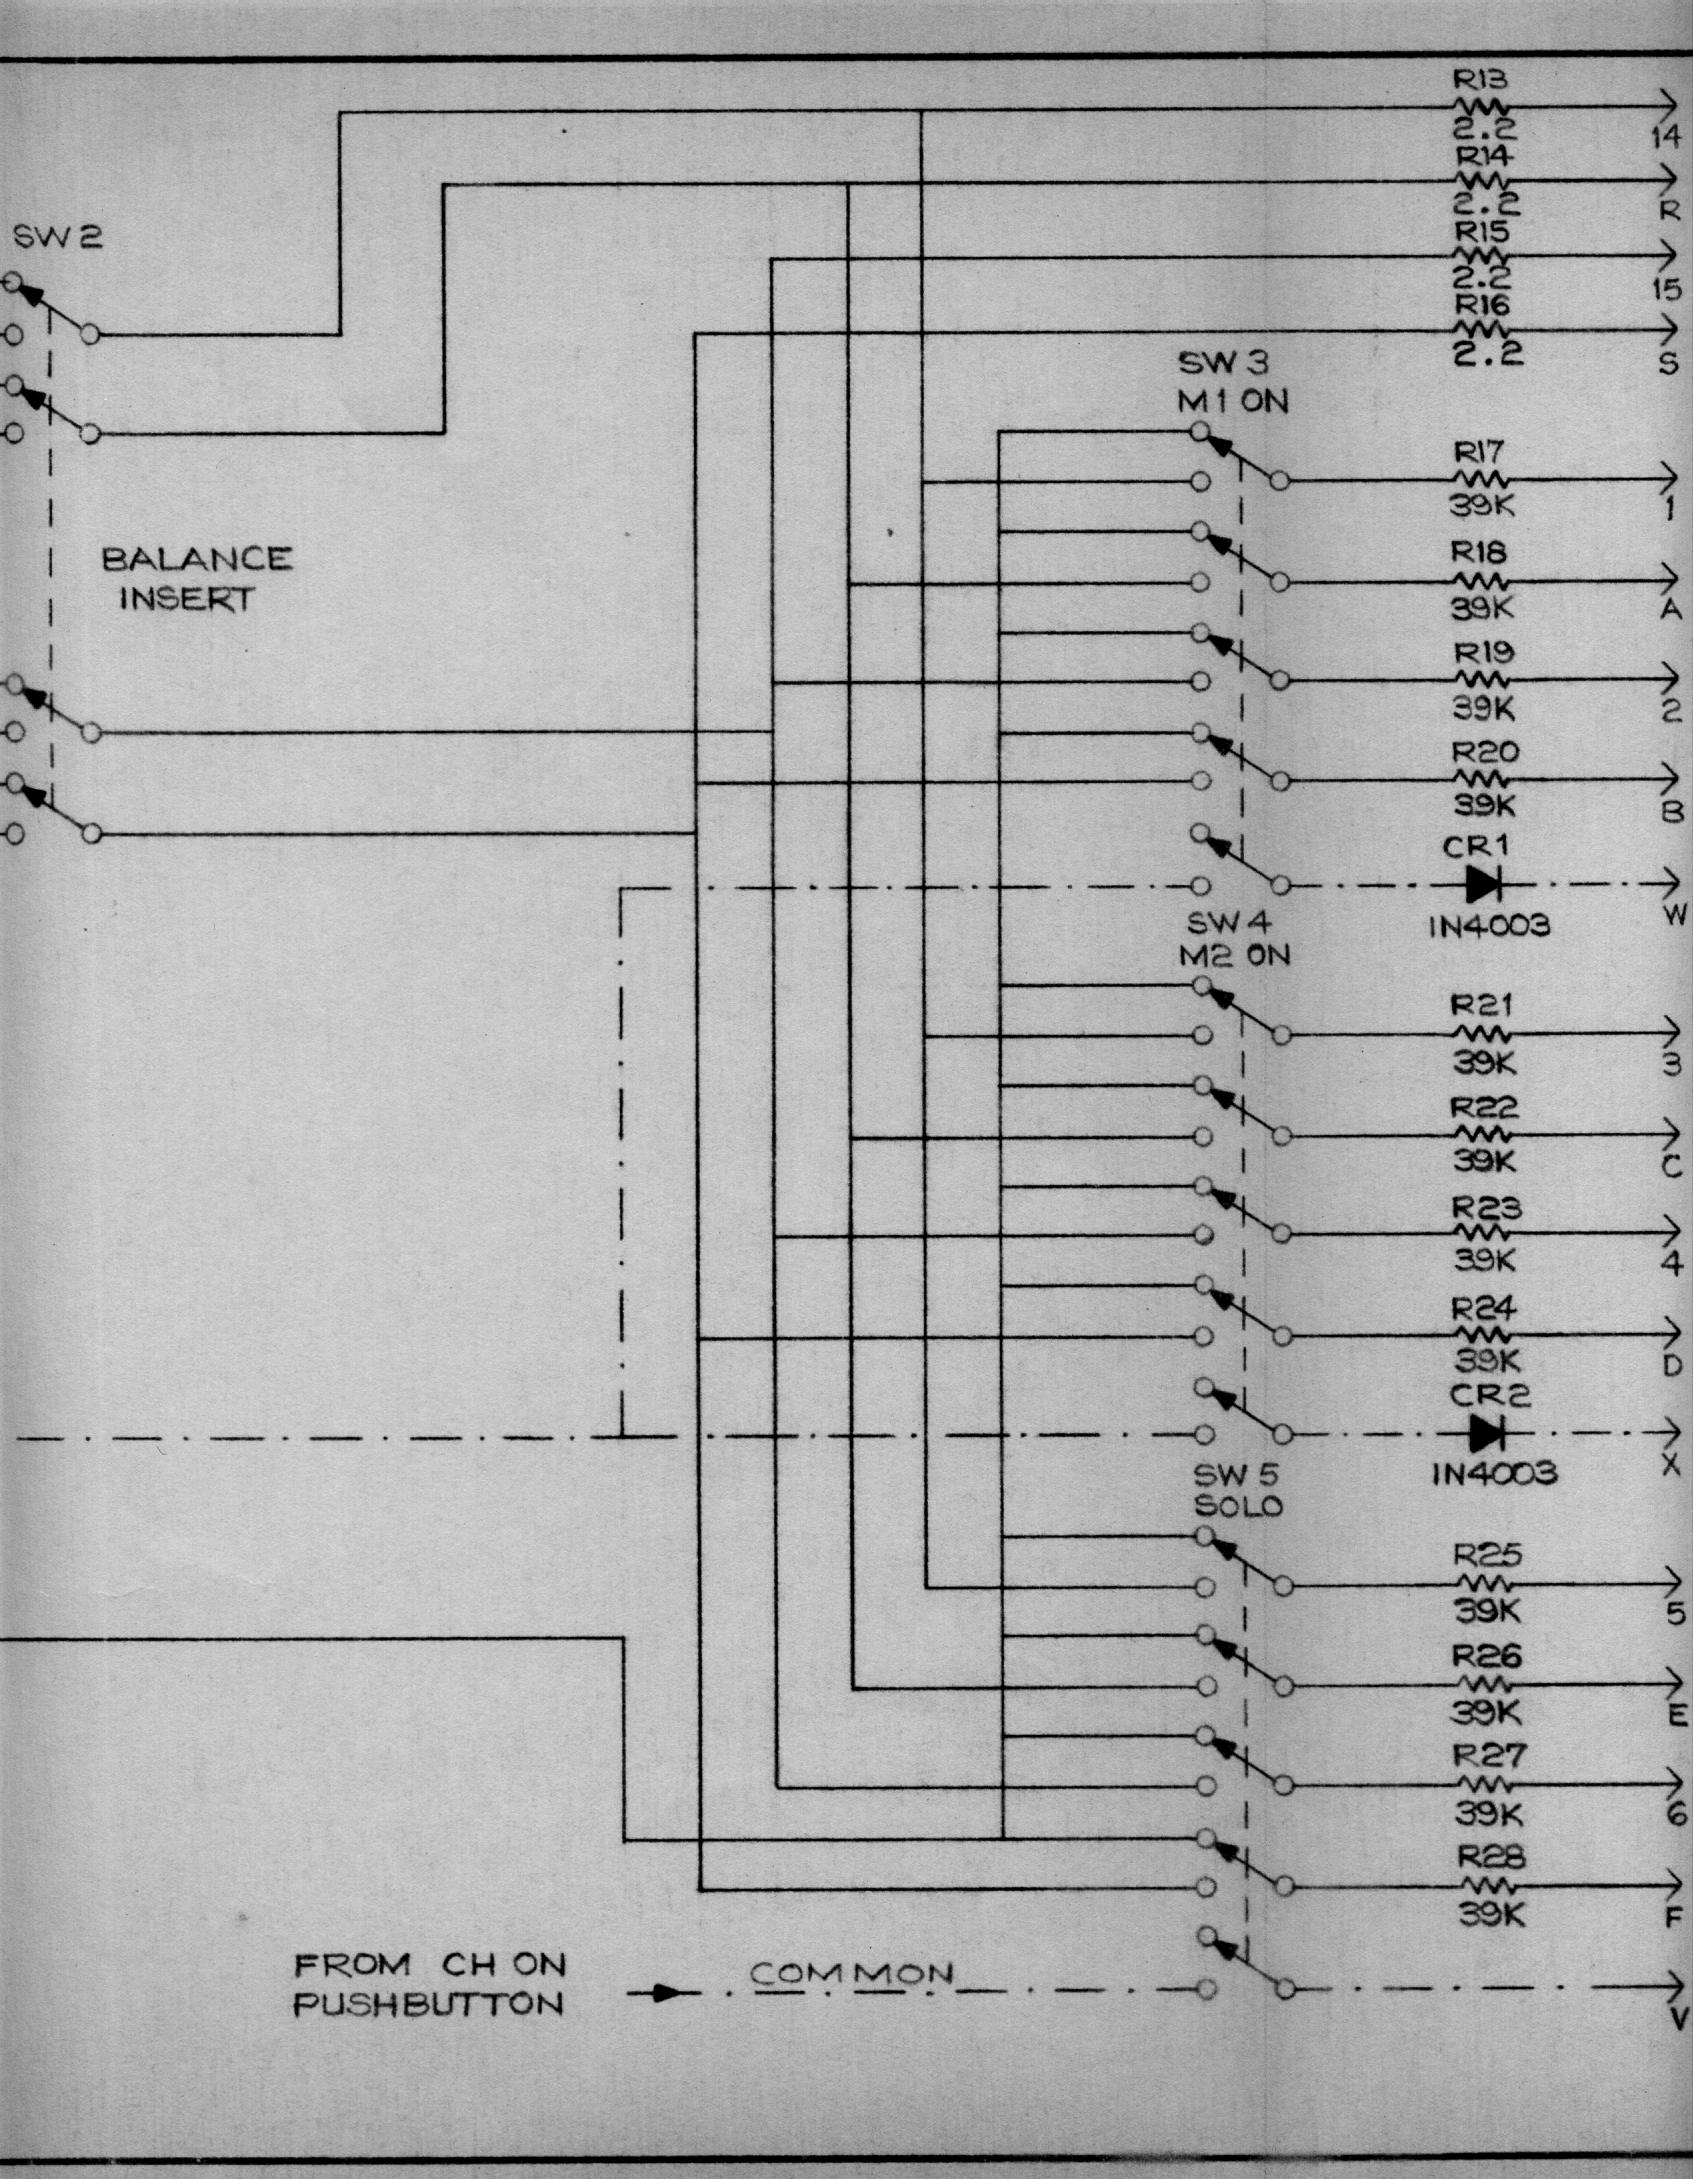 R13
2.2
14
R14
2.2
R
SW2
R15
2.2
15
R16
2.2
S
SW3
M1 ON
R17
39K
1
BALANCE
INSERT
R18
39K
A
R19
39K
2
R20
39K
B
CR1
W
1N4003
SW4
M2 ON
R21
39K
3
R22
39K
C
R23
39K
4
R24
39K
D
CR2
X
1N4003
SW5
SOLO
R25
39K
5
R26
39K
E
R27
39K
6
R28
39K
F
FROM CH ON
PUSHBUTTON
COMMON
V